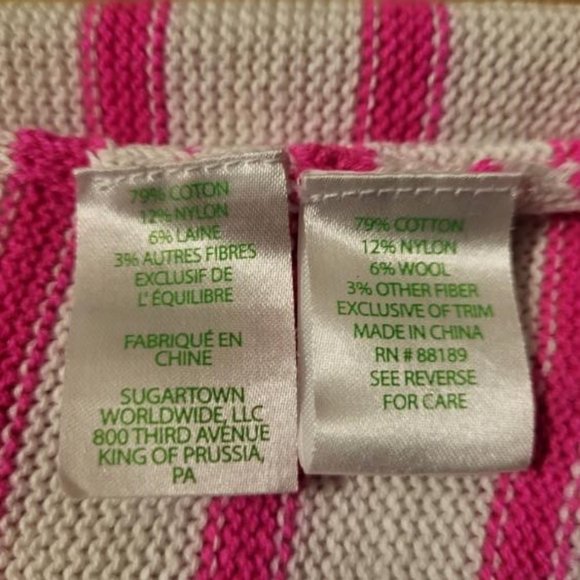 79% COTTON
12% NYLON
6% LAINE
3% AUTRES FIBRES
EXCLUSIF DE
L'ÉQUILIBRE
FABRIQUÉ EN
CHINE
SUGARTOWN
WORLDWIDE, LLC
800 THIRD AVENUE
KING OF PRUSSIA,
PA
79% COTTON
12% NYLON
6% WOOL
3% OTHER FIBER
EXCLUSIVE OF TRIM
MADE IN CHINA
RN # 88189
SEE REVERSE
FOR CARE